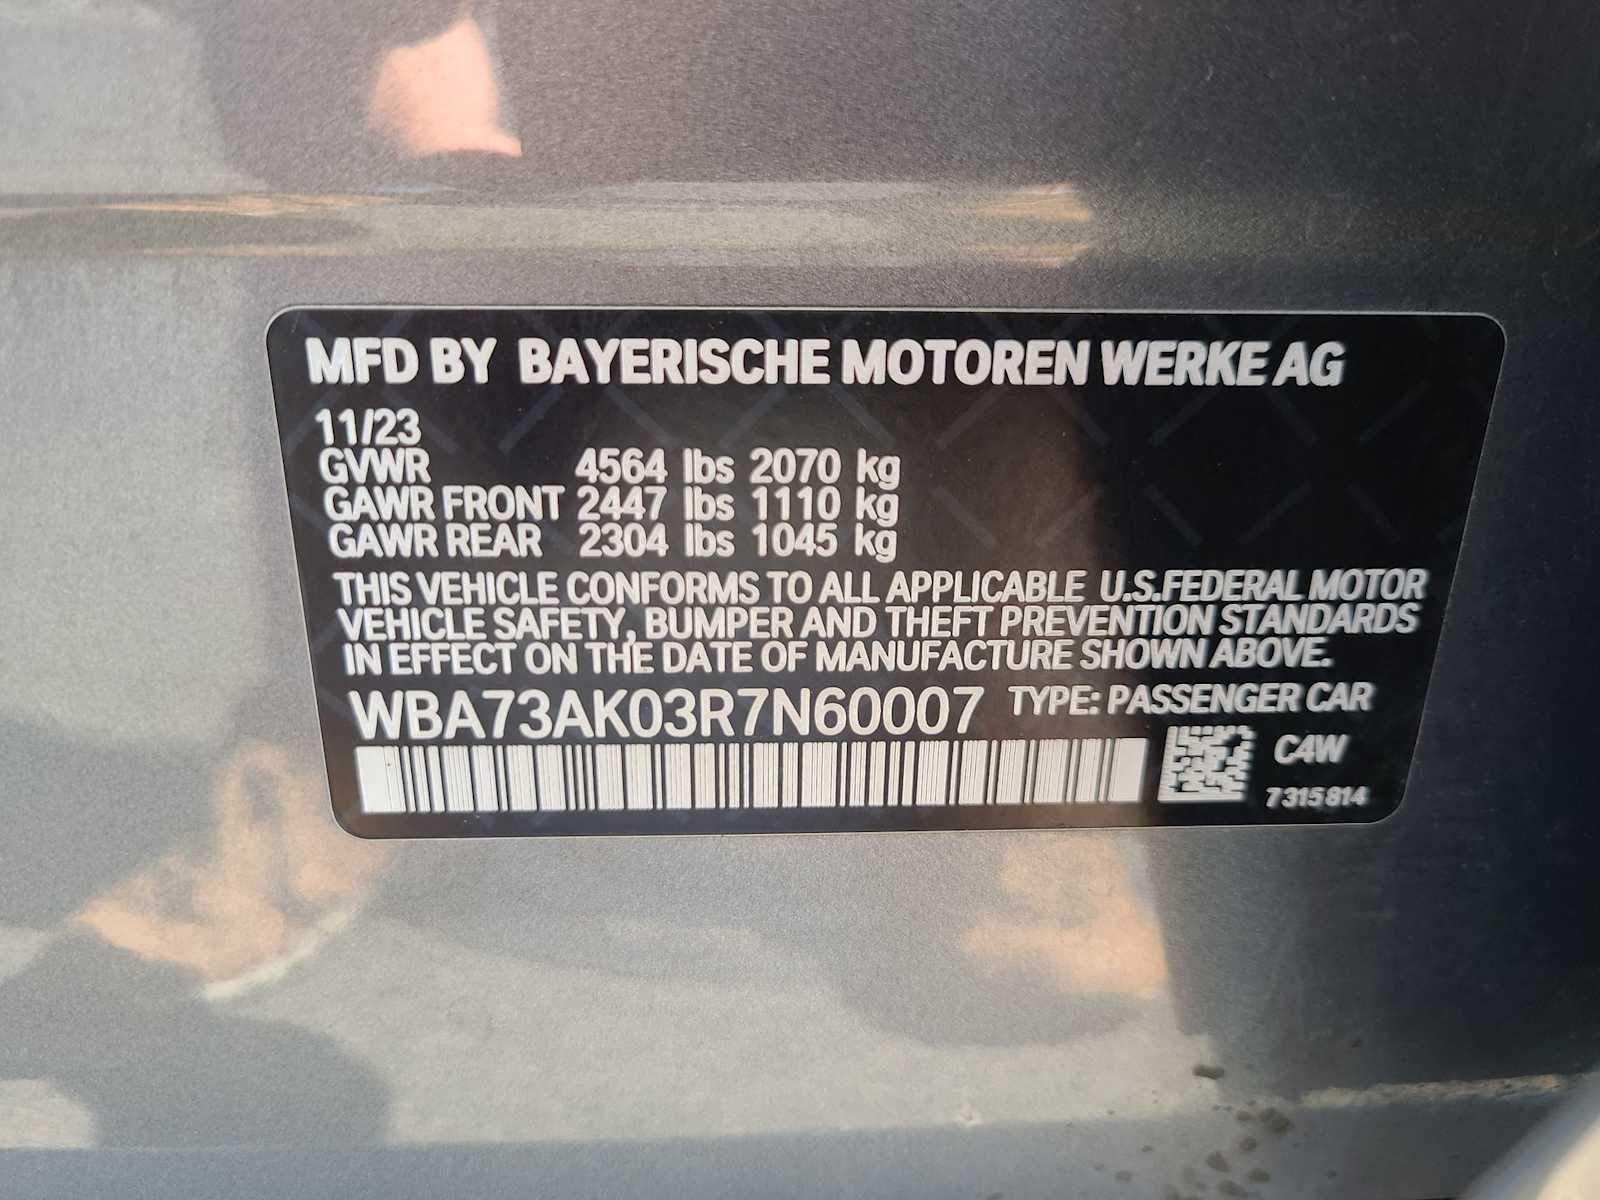 MFD BY BAYERISCHE MOTOREN WERKE AG
11/23
GVWR 4564 lbs 2070 kg
GAWR FRONT 2447 lbs 1110 kg
GAWR REAR 2304 lbs 1045 kg
THIS VEHICLE CONFORMS TO ALL APPLICABLE U.S.FEDERAL MOTOR
VEHICLE SAFETY, BUMPER AND THEFT PREVENTION STANDARDS
IN EFFECT ON THE DATE OF MANUFACTURE SHOWN ABOVE.
WBA73AK03R7N60007 TYPE: PASSENGER CAR
C4W
7 315 814